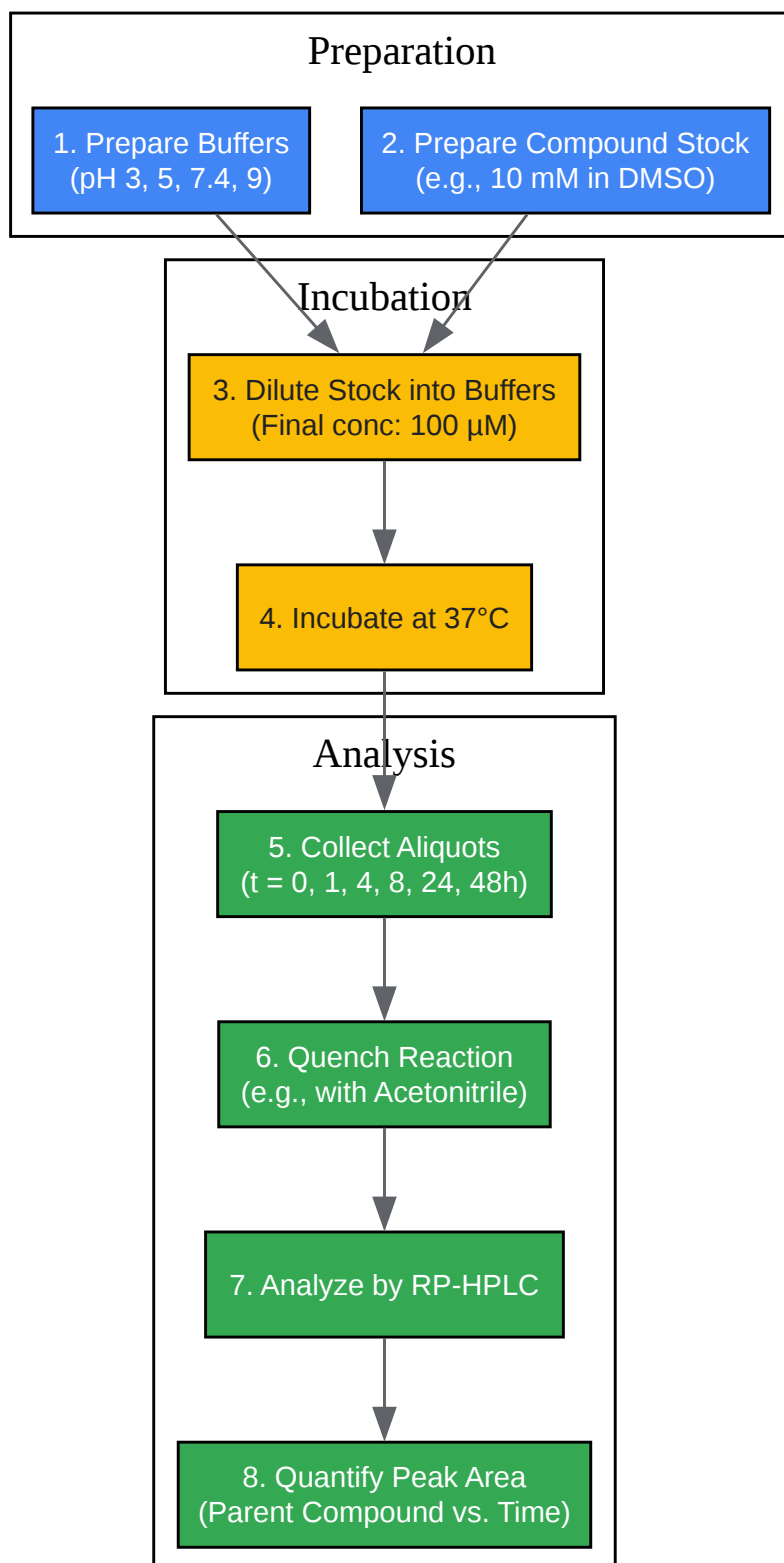 Preparation
1. Prepare Buffers
(pH 3, 5, 7.4, 9)
2. Prepare Compound Stock
(e.g., 10 mM in DMSO)
Incubation
3. Dilute Stock into Buffers
(Final conc: 100 µM)
4. Incubate at 37°C
Analysis
5. Collect Aliquots
(t = 0, 1, 4, 8, 24, 48h)
6. Quench Reaction
(e.g., with Acetonitrile)
7. Analyze by RP-HPLC
8. Quantify Peak Area
(Parent Compound vs. Time)